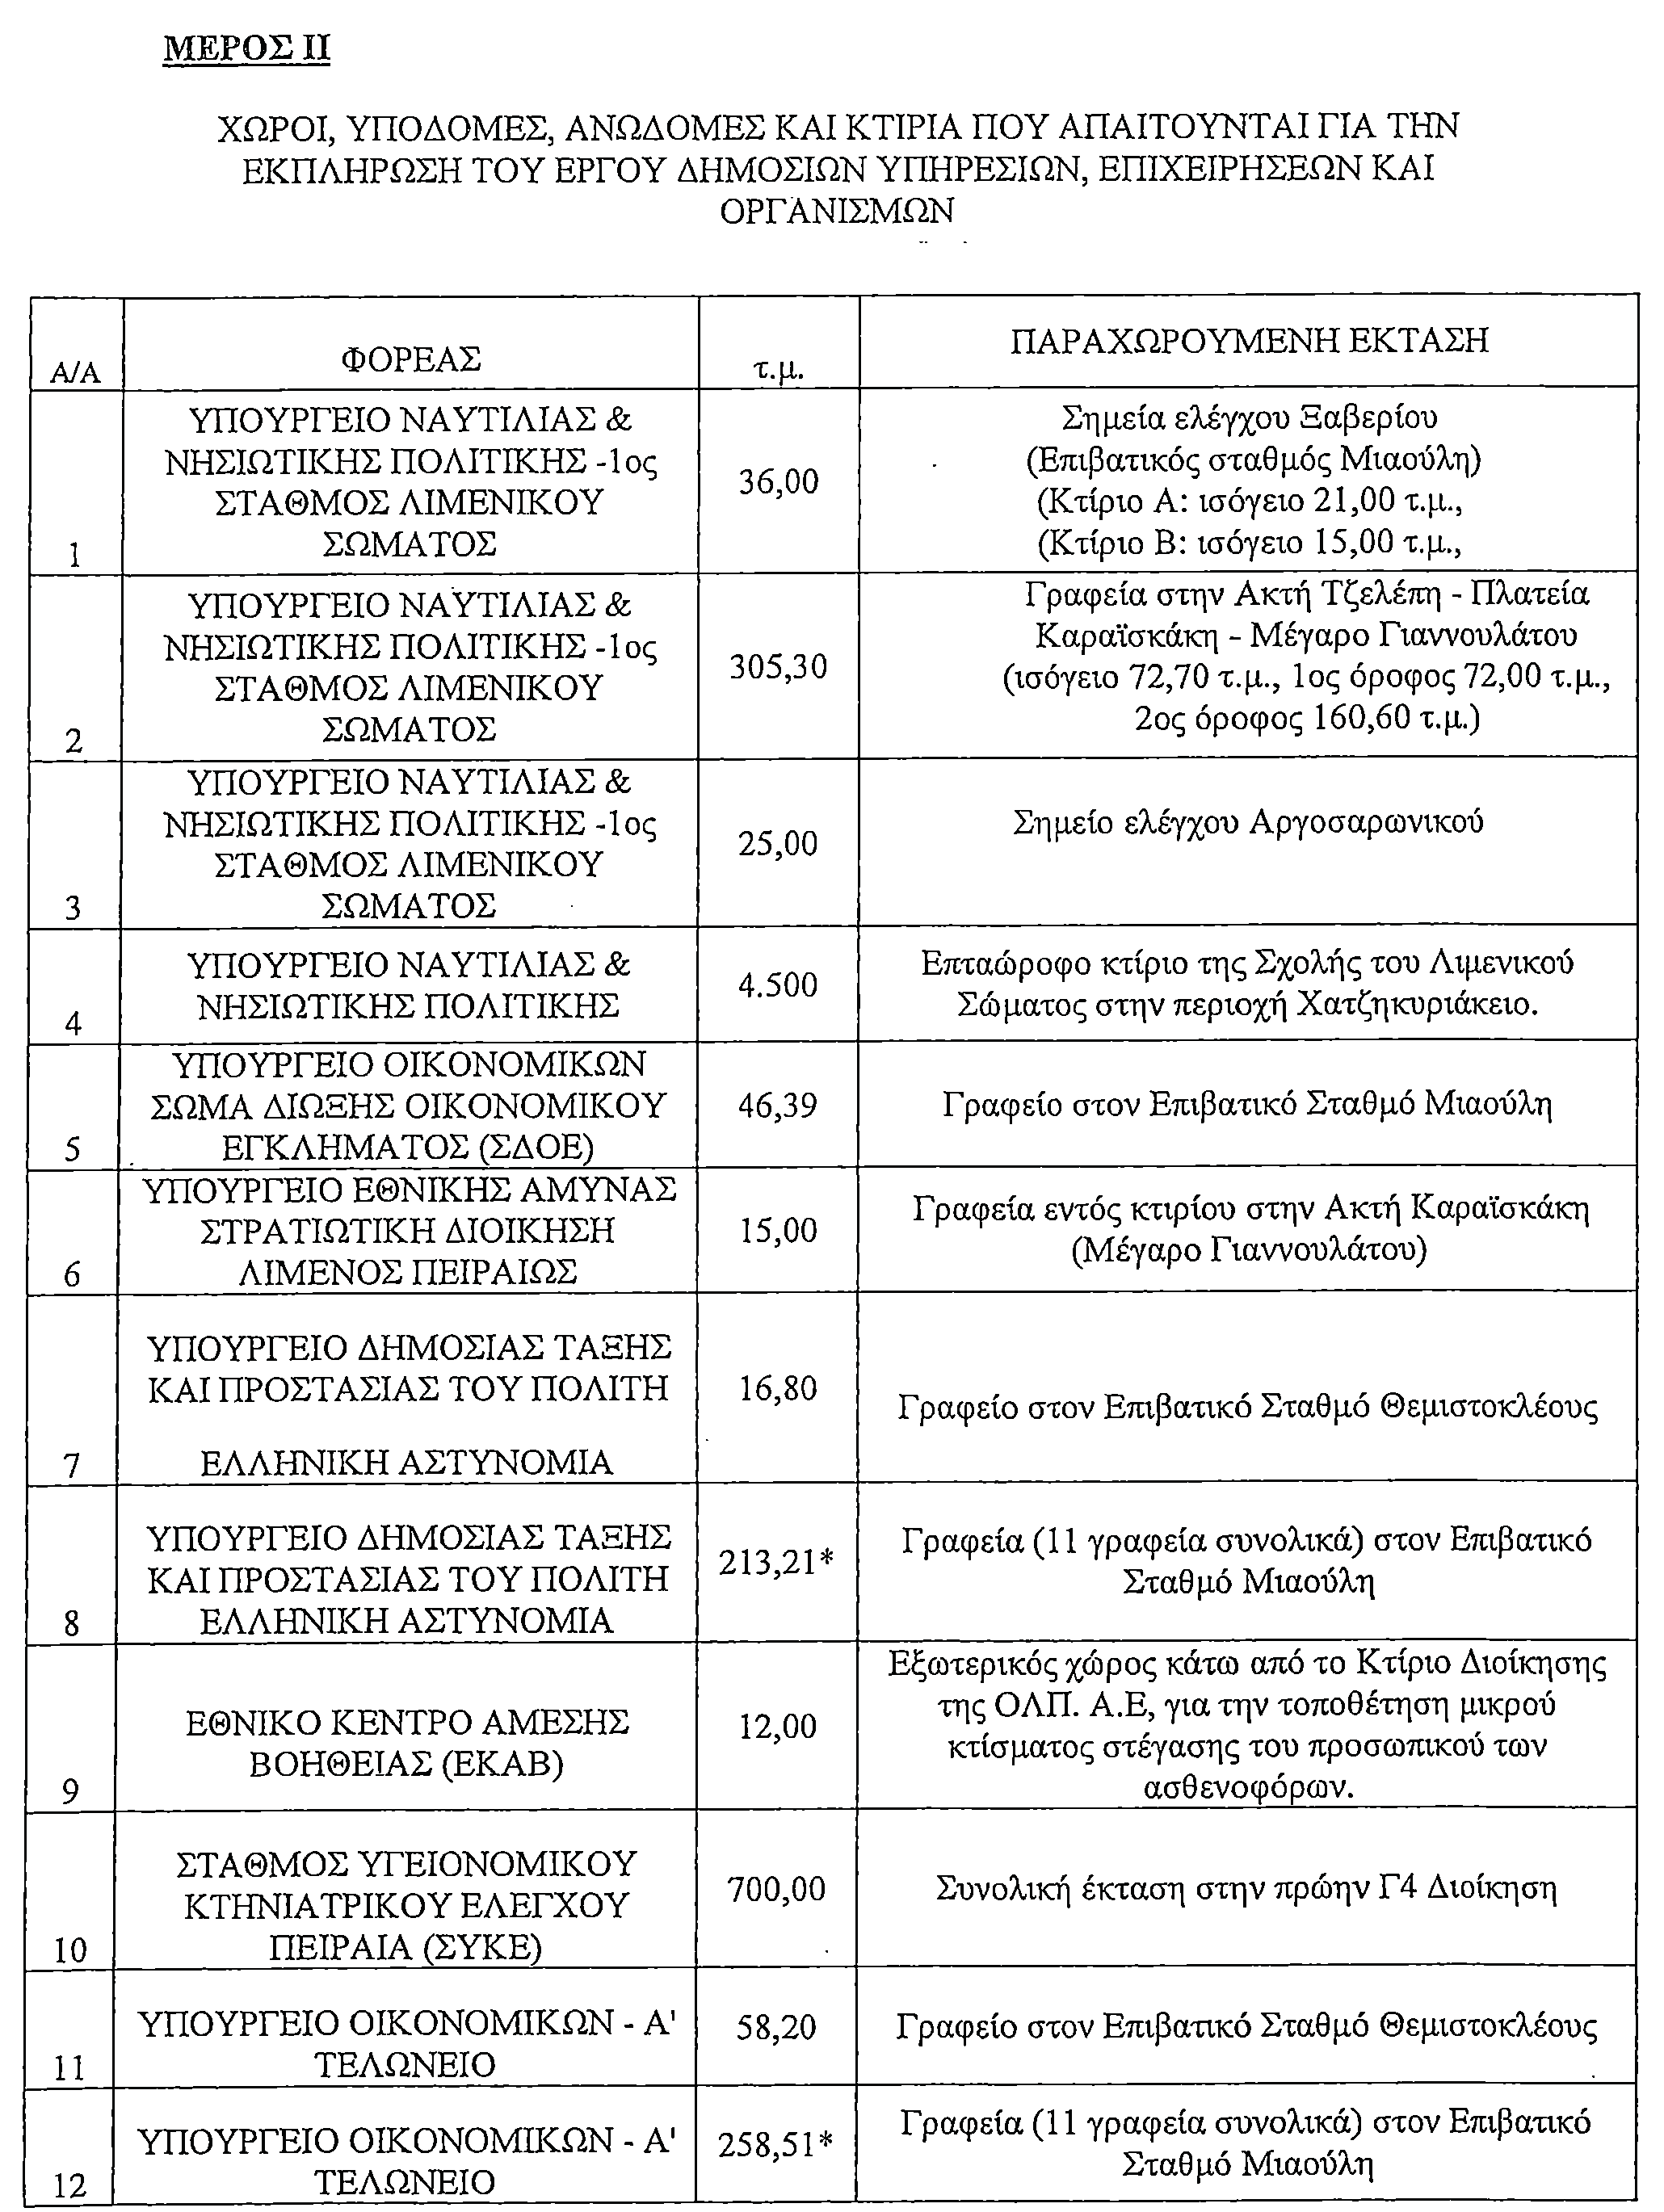 ΜΕΡΟΣ ΙΙ
ΧΩΡΟΙ, ΥΠΟΔΟΜΕΣ, ΑΝΩΔΟΜΕΣ ΚΑΙ ΚΤΙΡΙΑ ΠΟΥ ΑΠΑΙΤΟΥΝΤΑΙ ΓΙΑ ΤΗΝ
ΕΚΠΛΗΡΩΣΗ ΤΟΥ ΕΡΓΟΥ ΔΗΜΟΣΙΩΝ ΥΠΗΡΕΣΙΩΝ, ΕΠΙΧΕΙΡΗΣΕΩΝ ΚΑΙ
ΟΡΓΑΝΙΣΜΩΝ
Α/Α ΦΟΡΕΑΣ τ.μ. ΠΑΡΑΧΩΡΟΥΜΕΝΗ ΕΚΤΑΣΗ
1
ΥΠΟΥΡΓΕΙΟ ΝΑΥΤΙΛΙΑΣ &
ΝΗΣΙΩΤΙΚΗΣ ΠΟΛΙΤΙΚΗΣ -1ος
ΣΤΑΘΜΟΣ ΛΙΜΕΝΙΚΟΥ
ΣΩΜΑΤΟΣ
36,00
Σημεία ελέγχου Ξαβερίου
(Επιβατικός σταθμός Μιαούλη)
(Κτίριο Α: ισόγειο 21,00 τ.μ.,
(Κτίριο Β: ισόγειο 15,00 τ.μ.,
2
ΥΠΟΥΡΓΕΙΟ ΝΑΥΤΙΛΙΑΣ &
ΝΗΣΙΩΤΙΚΗΣ ΠΟΛΙΤΙΚΗΣ -1ος
ΣΤΑΘΜΟΣ ΛΙΜΕΝΙΚΟΥ
ΣΩΜΑΤΟΣ
305,30
Γραφεία στην Ακτή Τζελέπη - Πλατεία
Καραϊσκάκη - Μέγαρο Γιαννουλάτου
(ισόγειο 72,70 τ.μ., 1ος όροφος 72,00 τ.μ.,
2ος όροφος 160,60 τ.μ.)
3
ΥΠΟΥΡΓΕΙΟ ΝΑΥΤΙΛΙΑΣ &
ΝΗΣΙΩΤΙΚΗΣ ΠΟΛΙΤΙΚΗΣ -1ος
ΣΤΑΘΜΟΣ ΛΙΜΕΝΙΚΟΥ
ΣΩΜΑΤΟΣ
25,00
Σημείο ελέγχου Αργοσαρωνικού
4
ΥΠΟΥΡΓΕΙΟ ΝΑΥΤΙΛΙΑΣ &
ΝΗΣΙΩΤΙΚΗΣ ΠΟΛΙΤΙΚΗΣ
4.500
Επταώροφο κτίριο της Σχολής του Λιμενικού
Σώματος στην περιοχή Χατζηκυριάκειο.
5
ΥΠΟΥΡΓΕΙΟ ΟΙΚΟΝΟΜΙΚΩΝ
ΣΩΜΑ ΔΙΩΞΗΣ ΟΙΚΟΝΟΜΙΚΟΥ
ΕΓΚΛΗΜΑΤΟΣ (ΣΔΟΕ)
46,39
Γραφείο στον Επιβατικό Σταθμό Μιαούλη
6
ΥΠΟΥΡΓΕΙΟ ΕΘΝΙΚΗΣ ΑΜΥΝΑΣ
ΣΤΡΑΤΙΩΤΙΚΗ ΔΙΟΙΚΗΣΗ
ΛΙΜΕΝΟΣ ΠΕΙΡΑΙΩΣ
15,00
Γραφεία εντός κτιρίου στην Ακτή Καραϊσκάκη
(Μέγαρο Γιαννουλάτου)
7
ΥΠΟΥΡΓΕΙΟ ΔΗΜΟΣΙΑΣ ΤΑΞΗΣ
ΚΑΙ ΠΡΟΣΤΑΣΙΑΣ ΤΟΥ ΠΟΛΙΤΗ
ΕΛΛΗΝΙΚΗ ΑΣΤΥΝΟΜΙΑ
16,80
Γραφείο στον Επιβατικό Σταθμό Θεμιστοκλέους
8
ΥΠΟΥΡΓΕΙΟ ΔΗΜΟΣΙΑΣ ΤΑΞΗΣ
ΚΑΙ ΠΡΟΣΤΑΣΙΑΣ ΤΟΥ ΠΟΛΙΤΗ
ΕΛΛΗΝΙΚΗ ΑΣΤΥΝΟΜΙΑ
213,21*
Γραφεία (11 γραφεία συνολικά) στον Επιβατικό
Σταθμό Μιαούλη
9
ΕΘΝΙΚΟ ΚΕΝΤΡΟ ΑΜΕΣΗΣ
ΒΟΗΘΕΙΑΣ (ΕΚΑΒ)
12,00
Εξωτερικός χώρος κάτω από το Κτίριο Διοίκησης
της ΟΛΠ. Α.Ε, για την τοποθέτηση μικρού
κτίσματος στέγασης του προσωπικού των
ασθενοφόρων.
10
ΣΤΑΘΜΟΣ ΥΓΕΙΟΝΟΜΙΚΟΥ
ΚΤΗΝΙΑΤΡΙΚΟΥ ΕΛΕΓΧΟΥ
ΠΕΙΡΑΙΑ (ΣΥΚΕ)
700,00
Συνολική έκταση στην πρώην Γ4 Διοίκηση
11
ΥΠΟΥΡΓΕΙΟ ΟΙΚΟΝΟΜΙΚΩΝ - Α'
ΤΕΛΩΝΕΙΟ
58,20
Γραφείο στον Επιβατικό Σταθμό Θεμιστοκλέους
12
ΥΠΟΥΡΓΕΙΟ ΟΙΚΟΝΟΜΙΚΩΝ - Α'
ΤΕΛΩΝΕΙΟ
258,51*
Γραφεία (11 γραφεία συνολικά) στον Επιβατικό
Σταθμό Μιαούλη